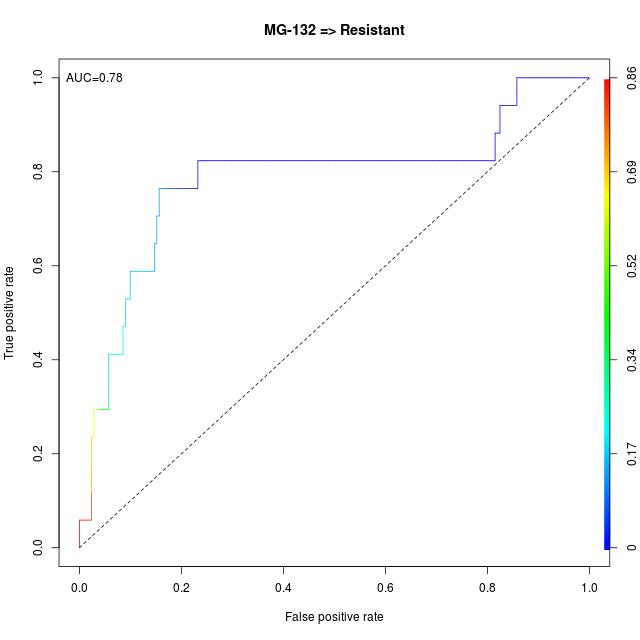 MG-132 => Resistant
AUC=0.78
True positive rate
1.0
0.8
0.6
0.4
0.2
0.0
0.0 0.2 0.4 0.6 0.8 1.0
False positive rate
0.86
0.69
0.52
0.34
0.17
0